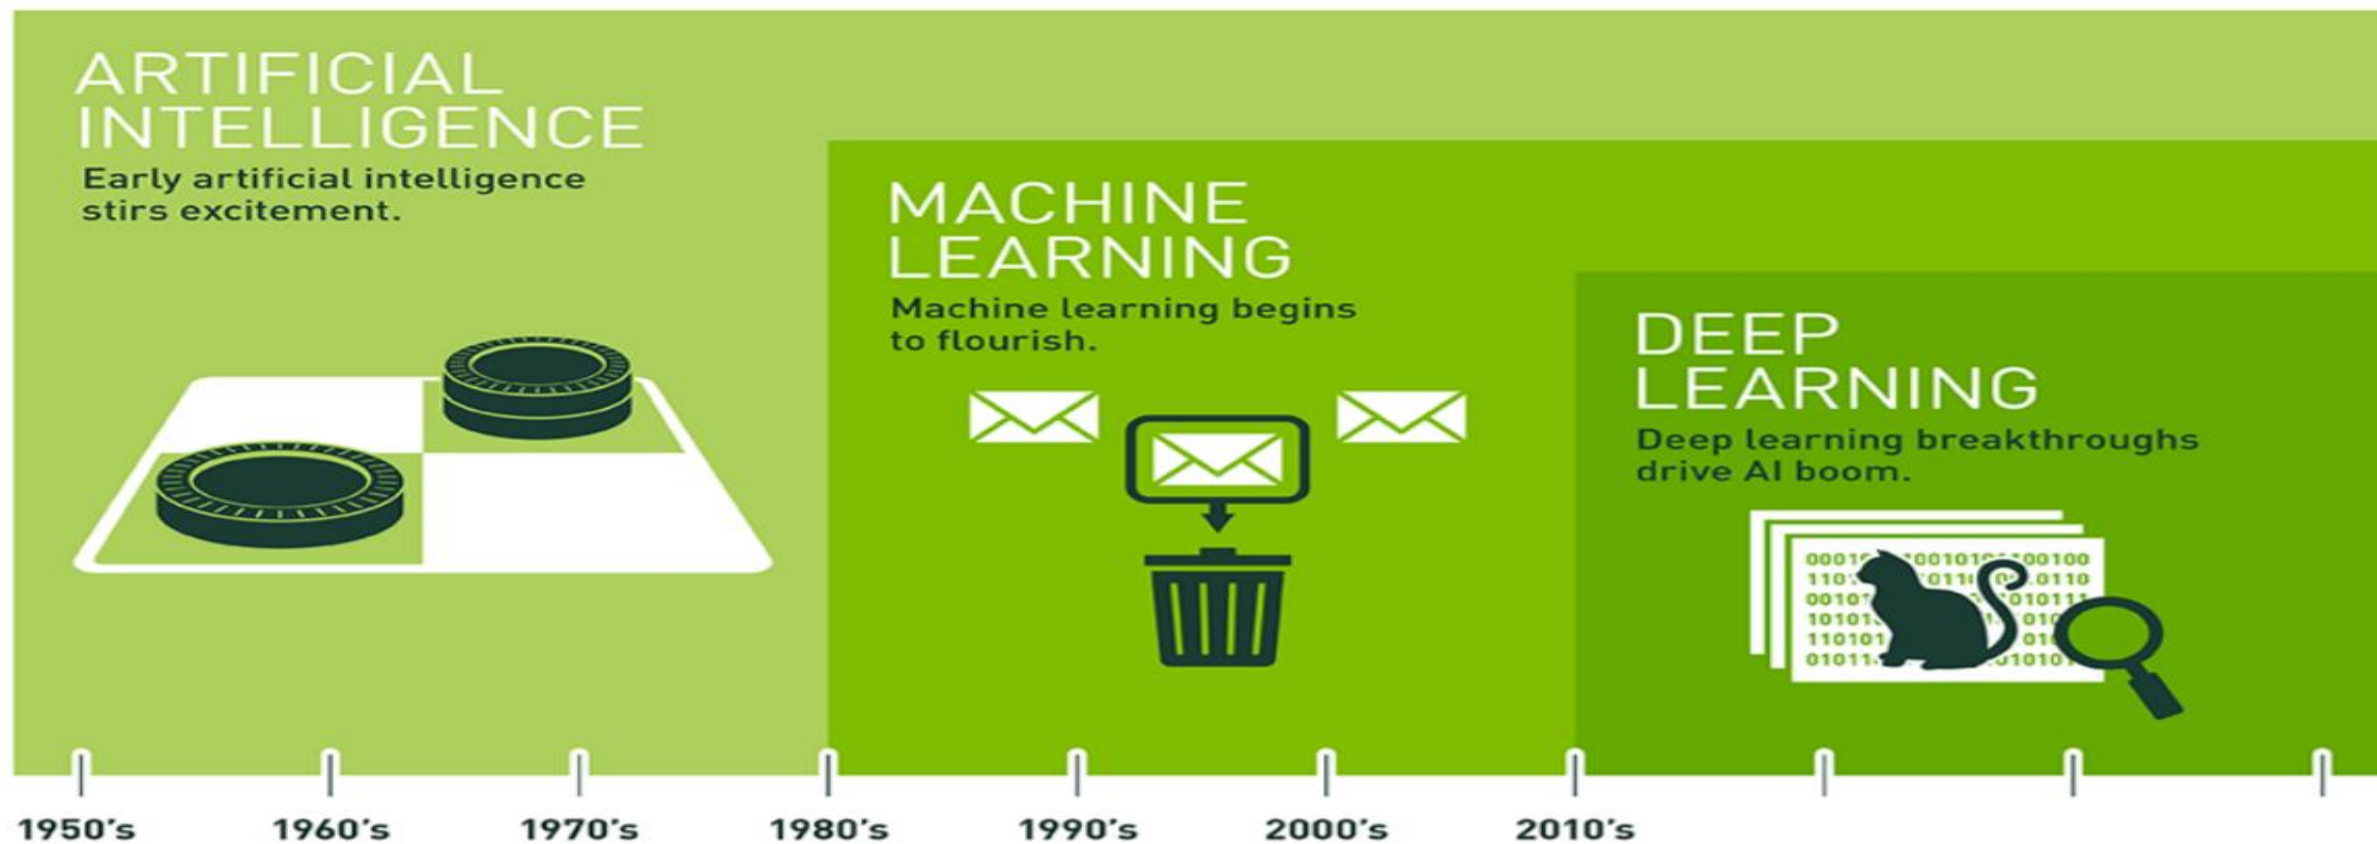 ARTIFICIAL
INTELLIGENCE
Early artificial intelligence
stirs excitement.
MACHINE
LEARNING
Machine learning begins
to flourish.
DEEP
LEARNING
Deep learning breakthroughs
drive AI boom.
1950's
1960's
1970's
1980's
1990's
2000's
2010's